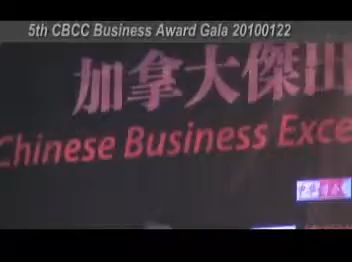 5th CBCC Business Award Gala 20100122
加拿大傑出
Chinese Business Exce